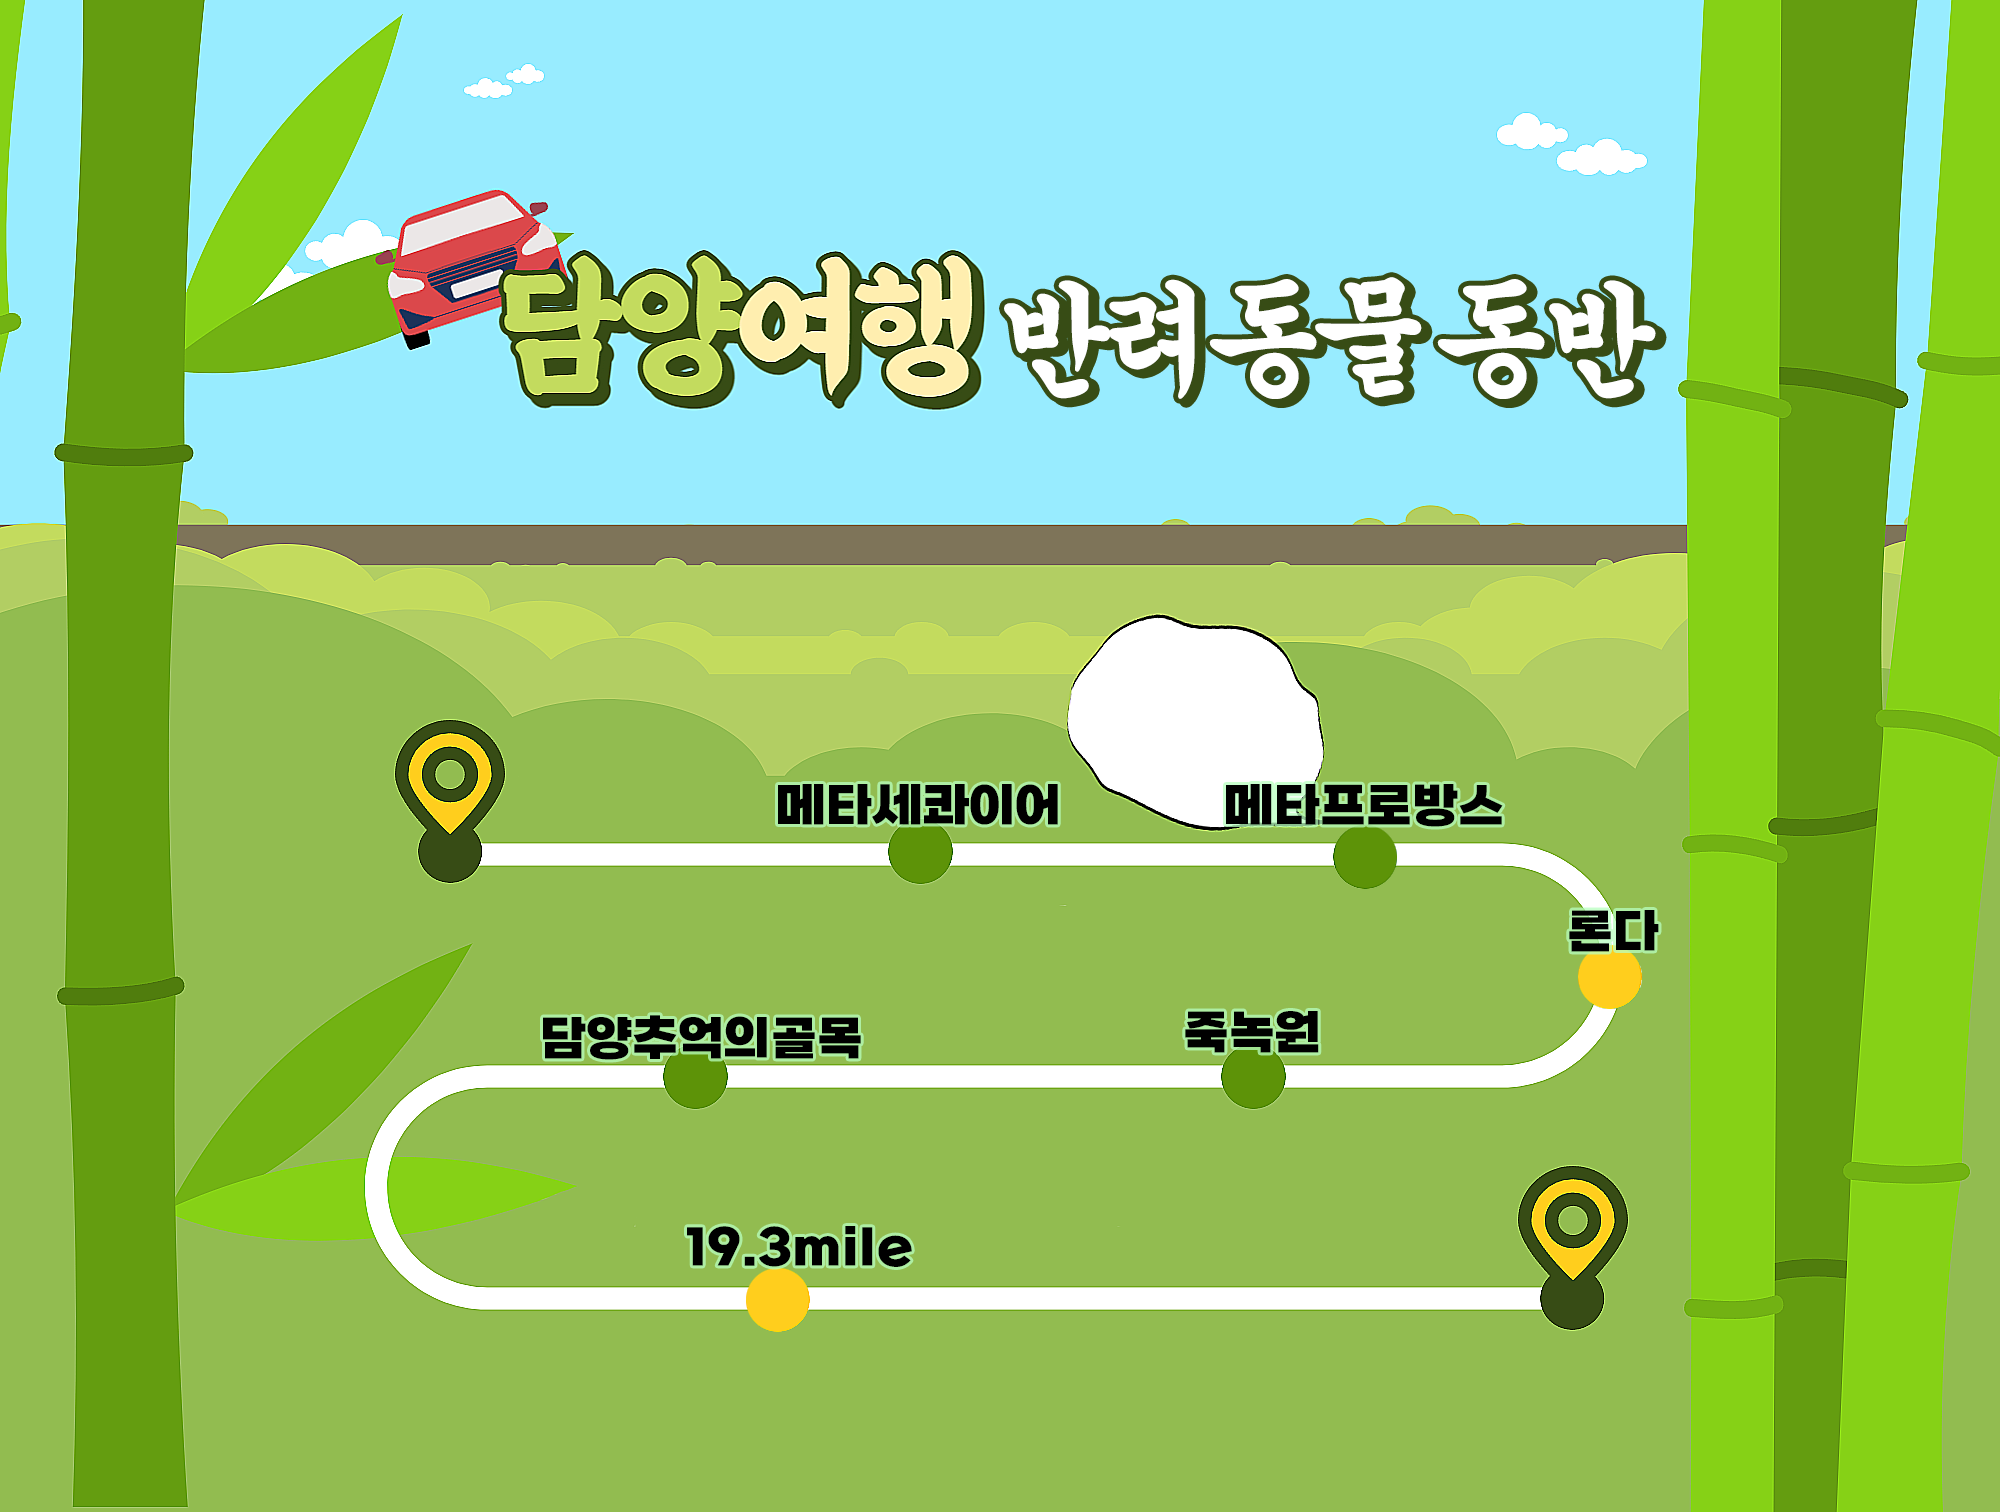 담양여행 반려동물 동반
메타세콰이어
메타프로방스
론다
죽녹원
담양추억의골목
19.3mile